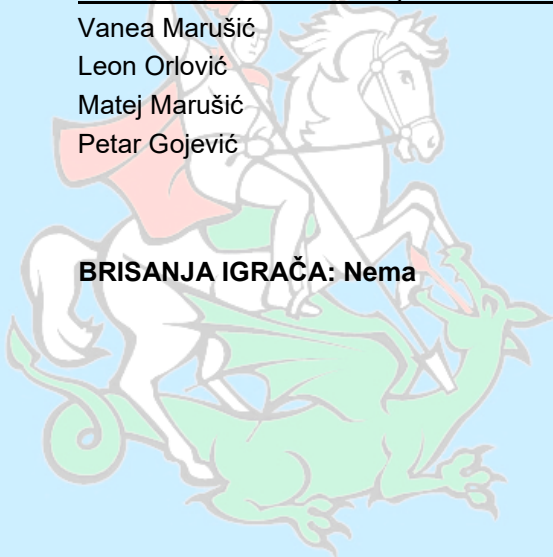 Vanea Marušić
Leon Orlović
Matej Marušić
Petar Gojević
BRISANJA IGRAČA: Nema